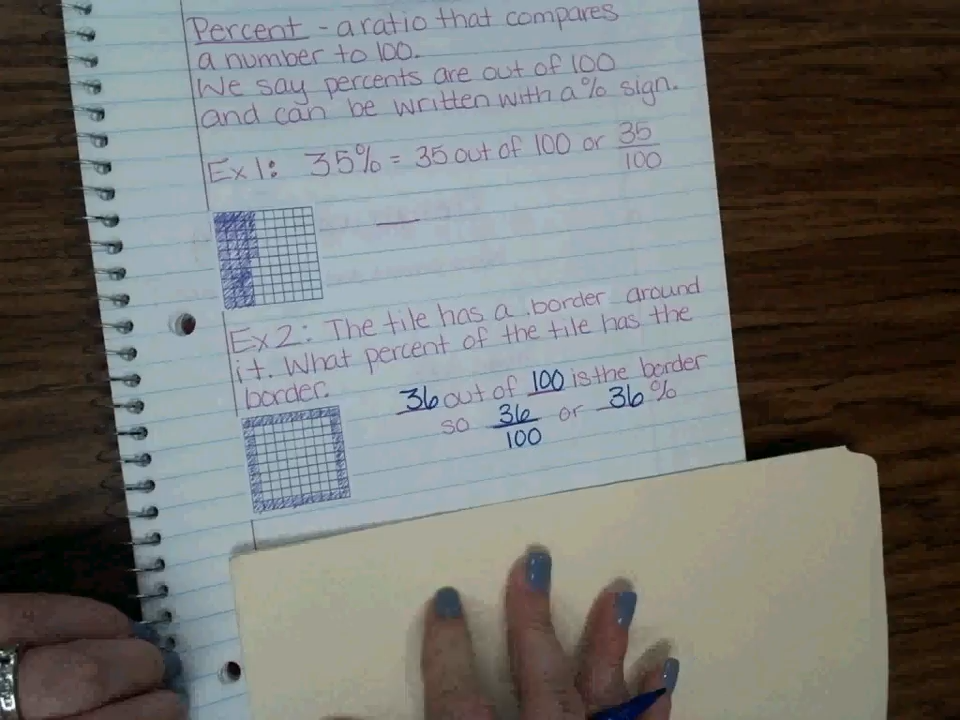 Percent - a ratio that compares
a number to 100.
We say percents are out of 100
and can be written with a % sign.
Ex 1: 35% = 35 out of 100 or 35/100
Ex 2: The tile has a border around
it. What percent of the tile has the
border.
36 out of 100 is the border
so 36/100 or 36%